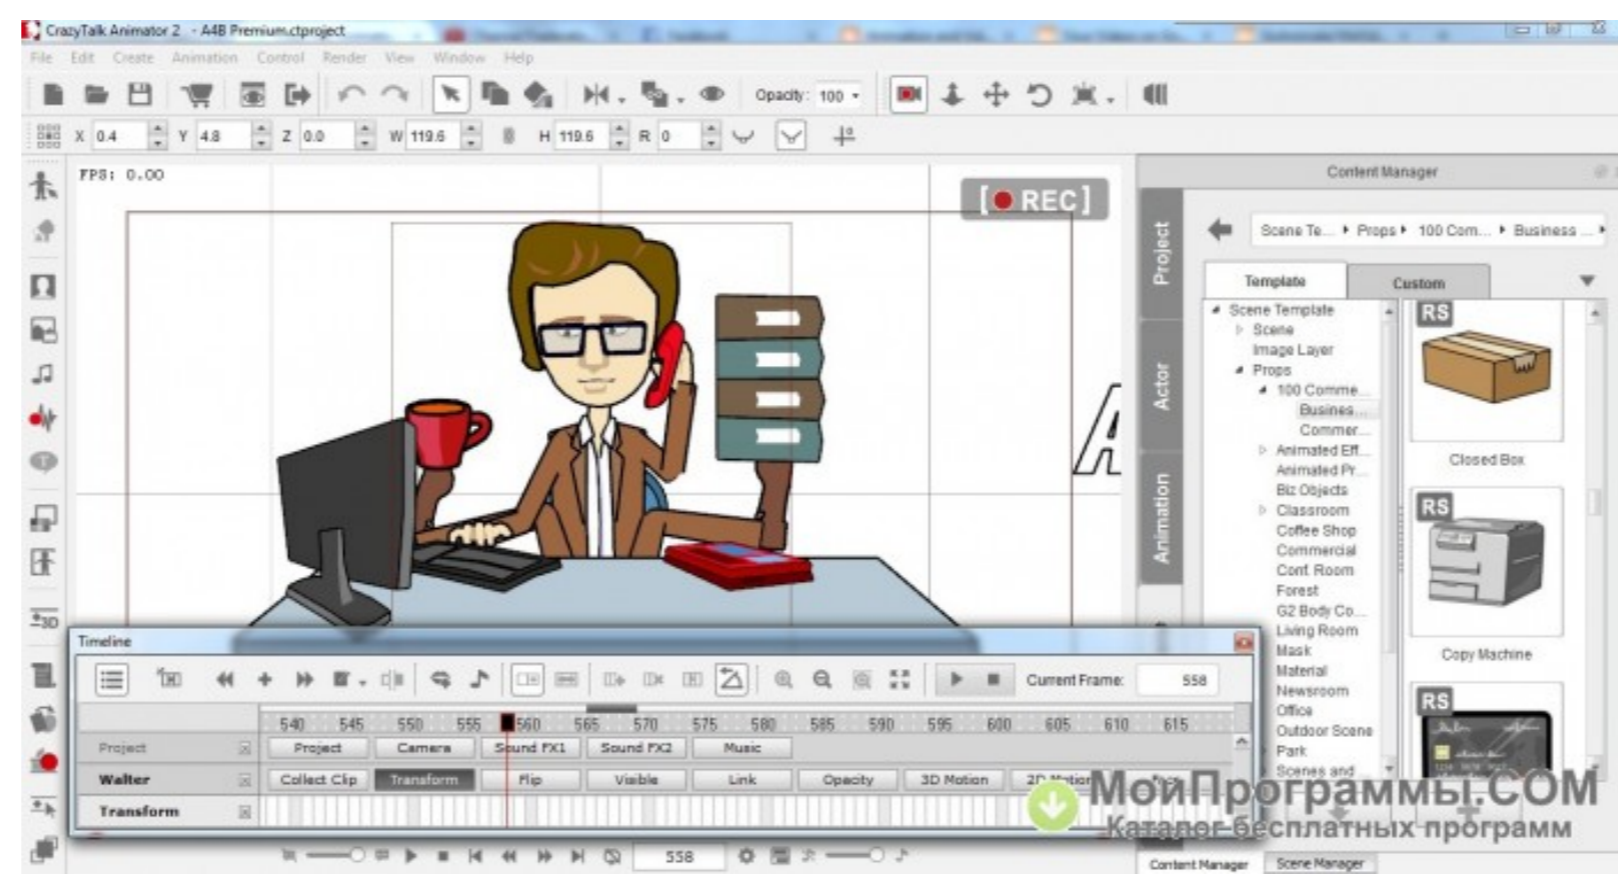 CrazyTalk Animator 2 - A4B Premium.ctproject
File Edit Create Animation Control Render View Window Help
Opacity: 100
X 0.4 Y 4.8 Z 0.0 W 119.6 H 119.6 R 0
FPS: 0.00
[ REC]
Content Manager
Project
Actor
Animation
Scene Te... Props 100 Com... Business ...
Template Custom
Scene Template
Scene
Image Layer
Props
100 Comme...
Busines...
Commer...
Animated Eff...
Animated Pr...
Biz Objects
Classroom
Coffee Shop
Commercial
Conf. Room
Forest
G2 Body Co...
Living Room
Mask
Material
Newsroom
Office
Outdoor Scene
Park
Scenes and
RS
Closed Box
RS
Copy Machine
RS
A
3D
Timeline
Current Frame: 558
540 545 550 555 560 565 570 575 580 585 590 595 600 605 610 615
Project Project Camera Sound FX1 Sound FX2 Music
Walter Collect Clip Transform Flip Visible Link Opacity 3D Motion 2D Motion Face
Transform
558
МоиПрограммы.COM
Каталог бесплатных программ
Content Manager Scene Manager